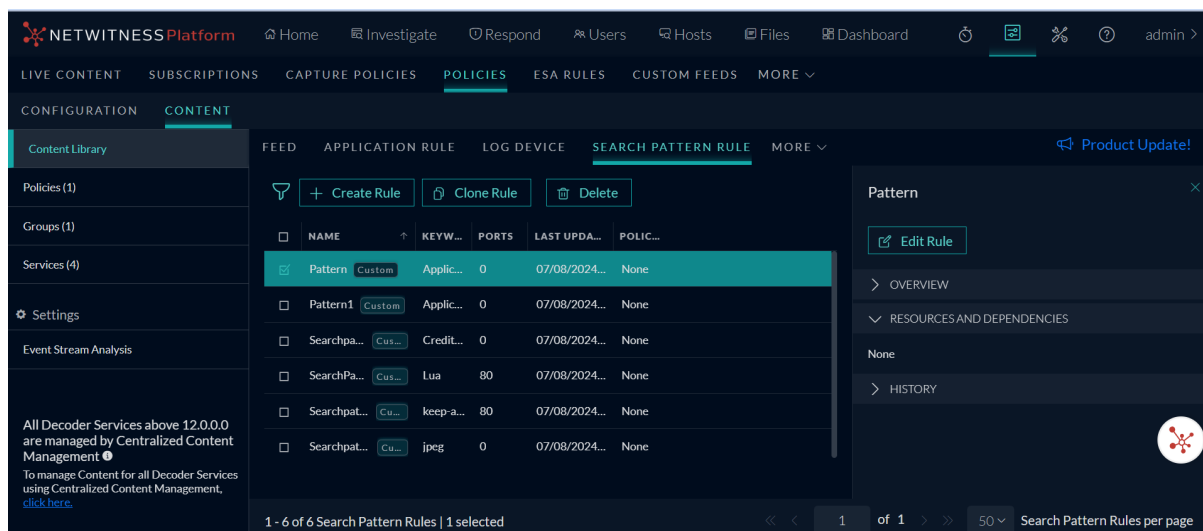 NETWITNESS Platform Home Investigate Respond Users Hosts Files Dashboard admin >
LIVE CONTENT SUBSCRIPTIONS CAPTURE POLICIES POLICIES ESA RULES CUSTOM FEEDS MORE
CONFIGURATION CONTENT
Content Library
Policies (1)
Groups (1)
Services (4)
Settings
Event Stream Analysis
All Decoder Services above 12.0.0.0
are managed by Centralized Content
Management
To manage Content for all Decoder Services
using Centralized Content Management,
click here.
FEED APPLICATION RULE LOG DEVICE SEARCH PATTERN RULE MORE
Product Update!
+ Create Rule Clone Rule Delete
NAME ↑ KEYW... PORTS LAST UPDA... POLIC...
Pattern Custom Applic... 0 07/08/2024... None
Pattern1 Custom Applic... 0 07/08/2024... None
Searchpa... Cus... Credit... 0 07/08/2024... None
SearchPa... Cus... Lua 80 07/08/2024... None
Searchpat... Cu... keep-a... 80 07/08/2024... None
Searchpat... Cu... jpeg 0 07/08/2024... None
1 - 6 of 6 Search Pattern Rules | 1 selected
<< < 1 of 1 > >> 50 Search Pattern Rules per page
Pattern
Edit Rule
OVERVIEW
RESOURCES AND DEPENDENCIES
None
HISTORY